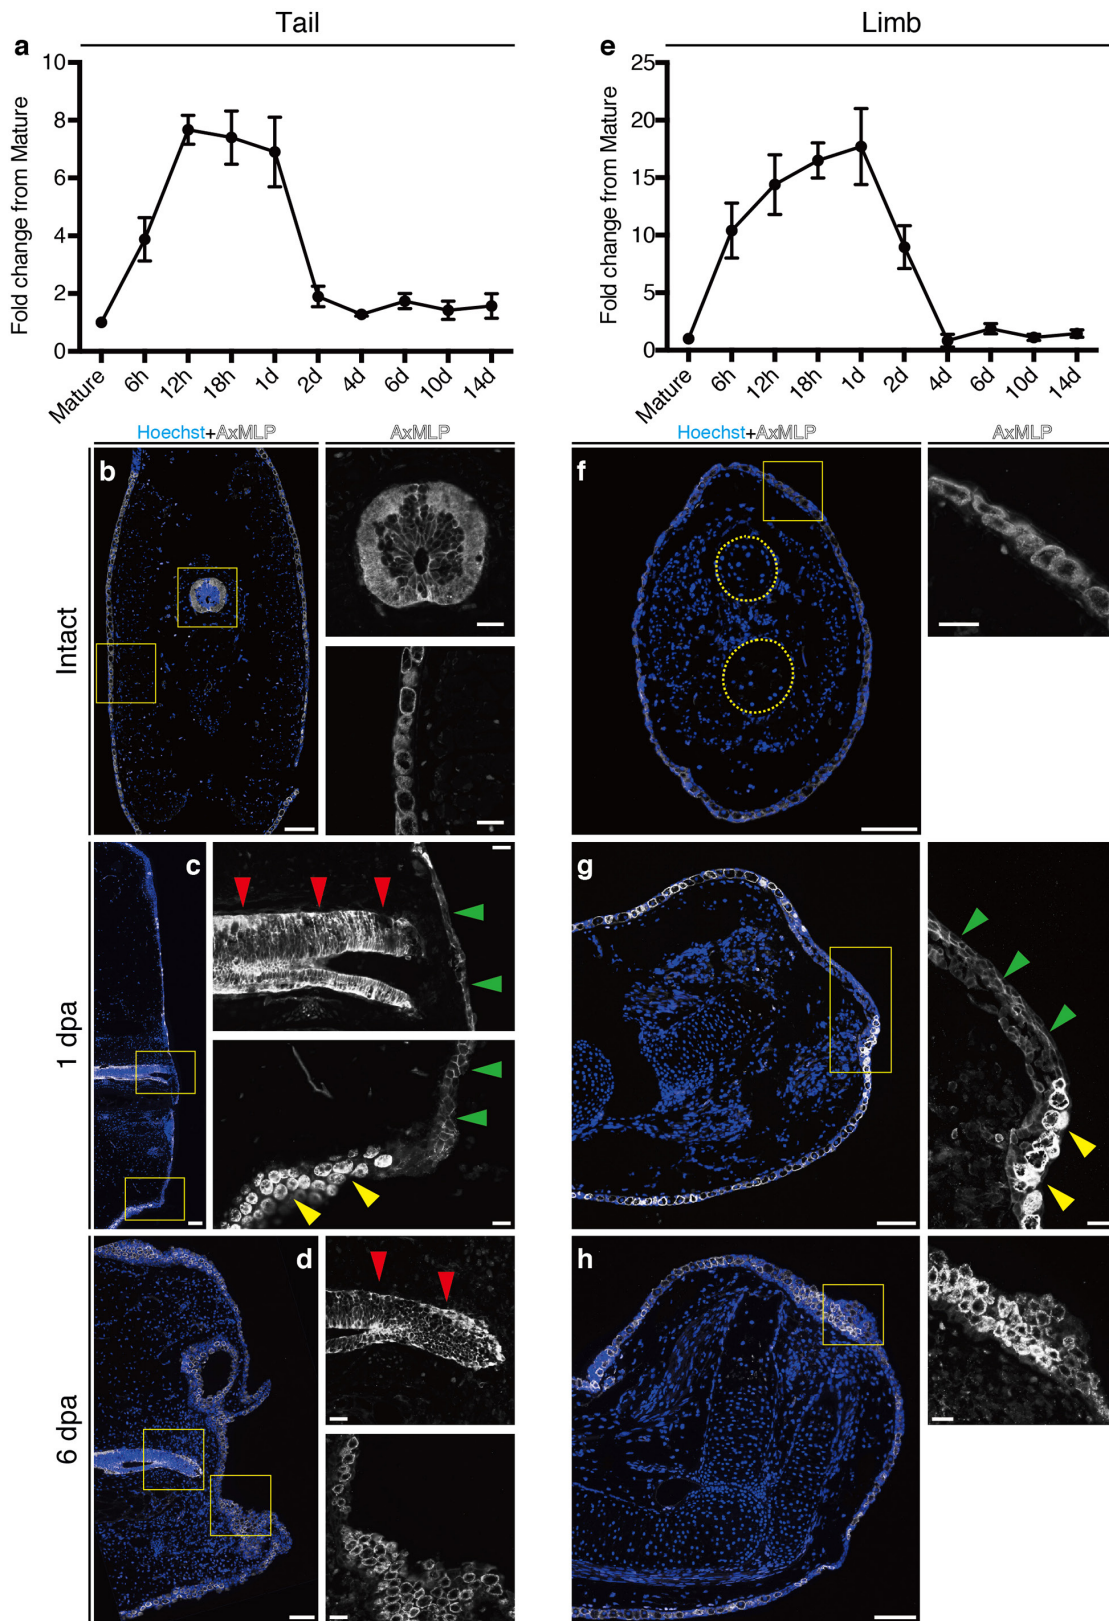 Tail
a
Fold change from Mature
10
8
6
4
2
0
Mature 6h 12h 18h 1d 2d 4d 6d 10d 14d
Limb
e
Fold change from Mature
25
20
15
10
5
0
Mature 6h 12h 18h 1d 2d 4d 6d 10d 14d
Hoechst+AxMLP AxMLP
Hoechst+AxMLP AxMLP
Intact
b
f
1 dpa
c
g
6 dpa
d
h